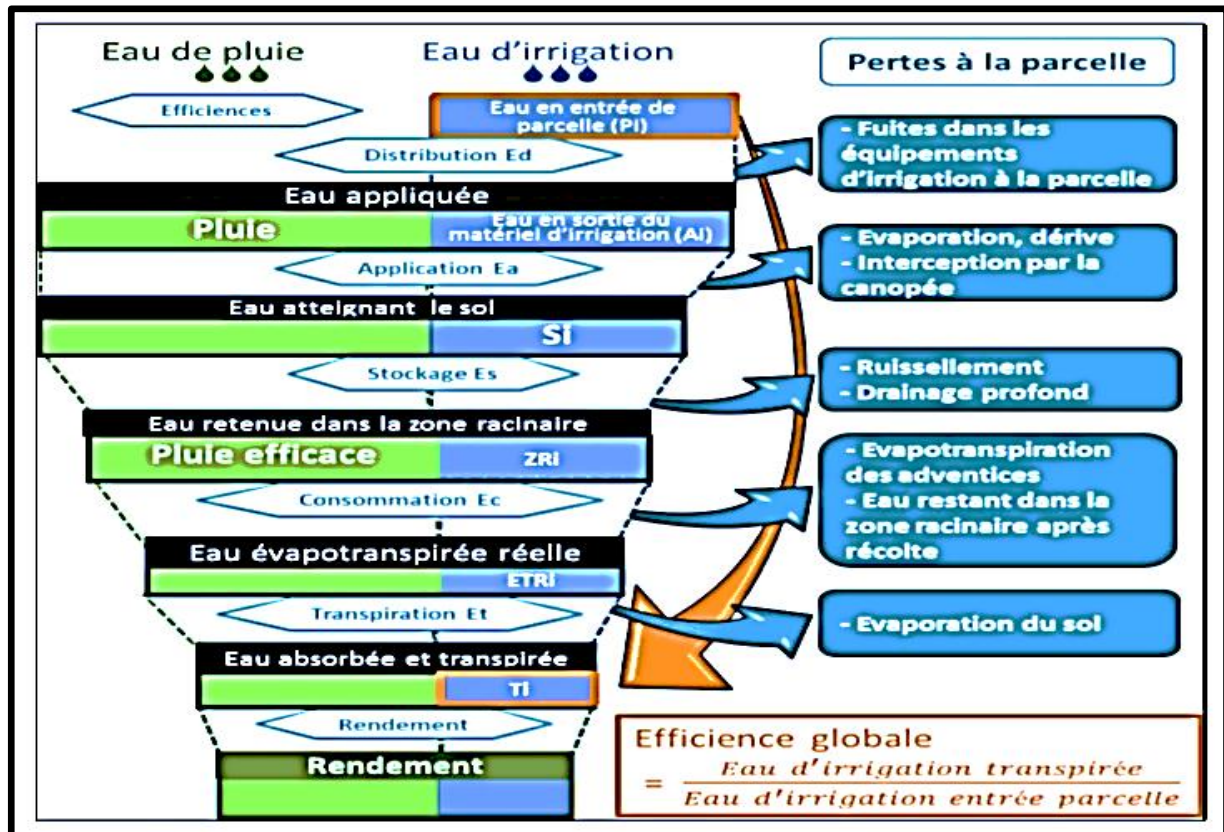 Eau de pluie
Eau d'irrigation
Pertes à la parcelle
Efficiences
Eau en entrée de
parcelle (Pi)
- Fuites dans les
équipements
d'irrigation à la parcelle
Distribution Ed
Eau appliquée
Pluie
Eau en sortie du
matériel d'irrigation (Ai)
- Evaporation, dérive
- Interception par la
canopée
Application Ea
Eau atteignant le sol
Si
Stockage Es
- Ruissellement
- Drainage profond
Eau retenue dans la zone racinaire
Pluie efficace
ZRi
- Evapotranspiration
des adventices
- Eau restant dans la
zone racinaire après
récolte
Consommation Ec
Eau évapotranspirée réelle
ETRi
Transpiration Et
- Evaporation du sol
Eau absorbée et transpirée
Ti
Rendement
Rendement
Efficience globale
= Eau d'irrigation transpirée
Eau d'irrigation entrée parcelle